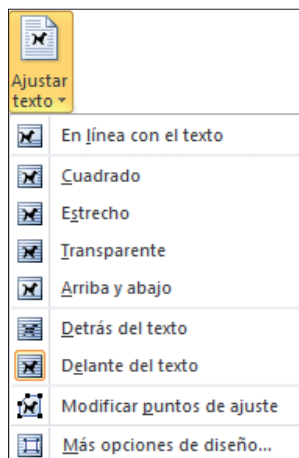 Ajustar
texto
En línea con el texto
Cuadrado
Estrecho
Transparente
Arriba y abajo
Detrás del texto
Delante del texto
Modificar puntos de ajuste
Más opciones de diseño...